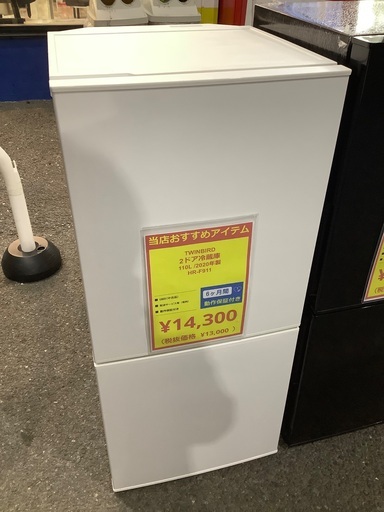 当店おすすめアイテム
TWINBIRD
2ドア冷蔵庫
110L /2020年製
HR-F911
6ヶ月間
動作保証付き
¥14,300
(税抜価格 ¥13,000 )